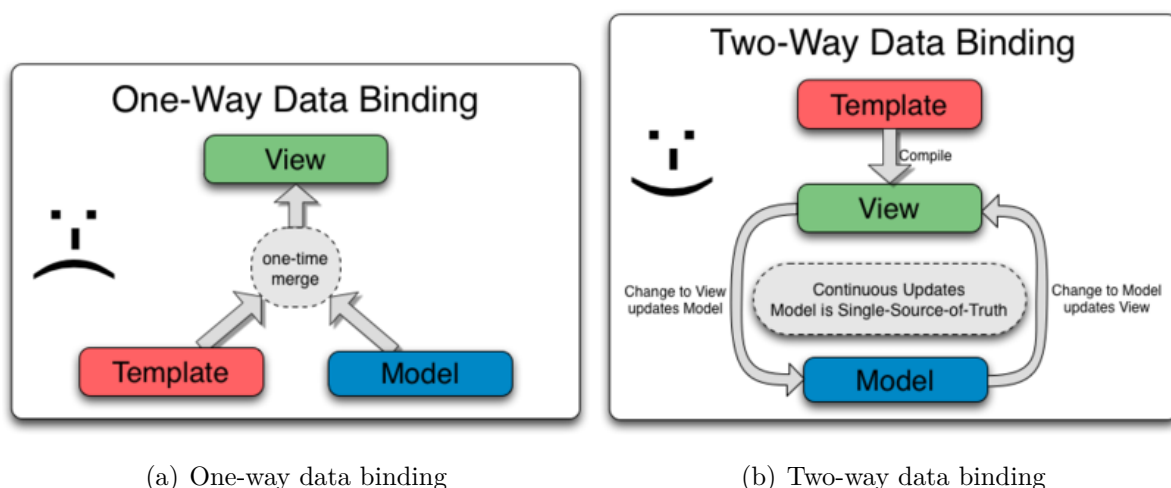 One-Way Data Binding
View
one-time
merge
Template
Model
(a) One-way data binding
Two-Way Data Binding
Template
Compile
View
Change to View
updates Model
Continuous Updates
Model is Single-Source-of-Truth
Change to Model
updates View
Model
(b) Two-way data binding